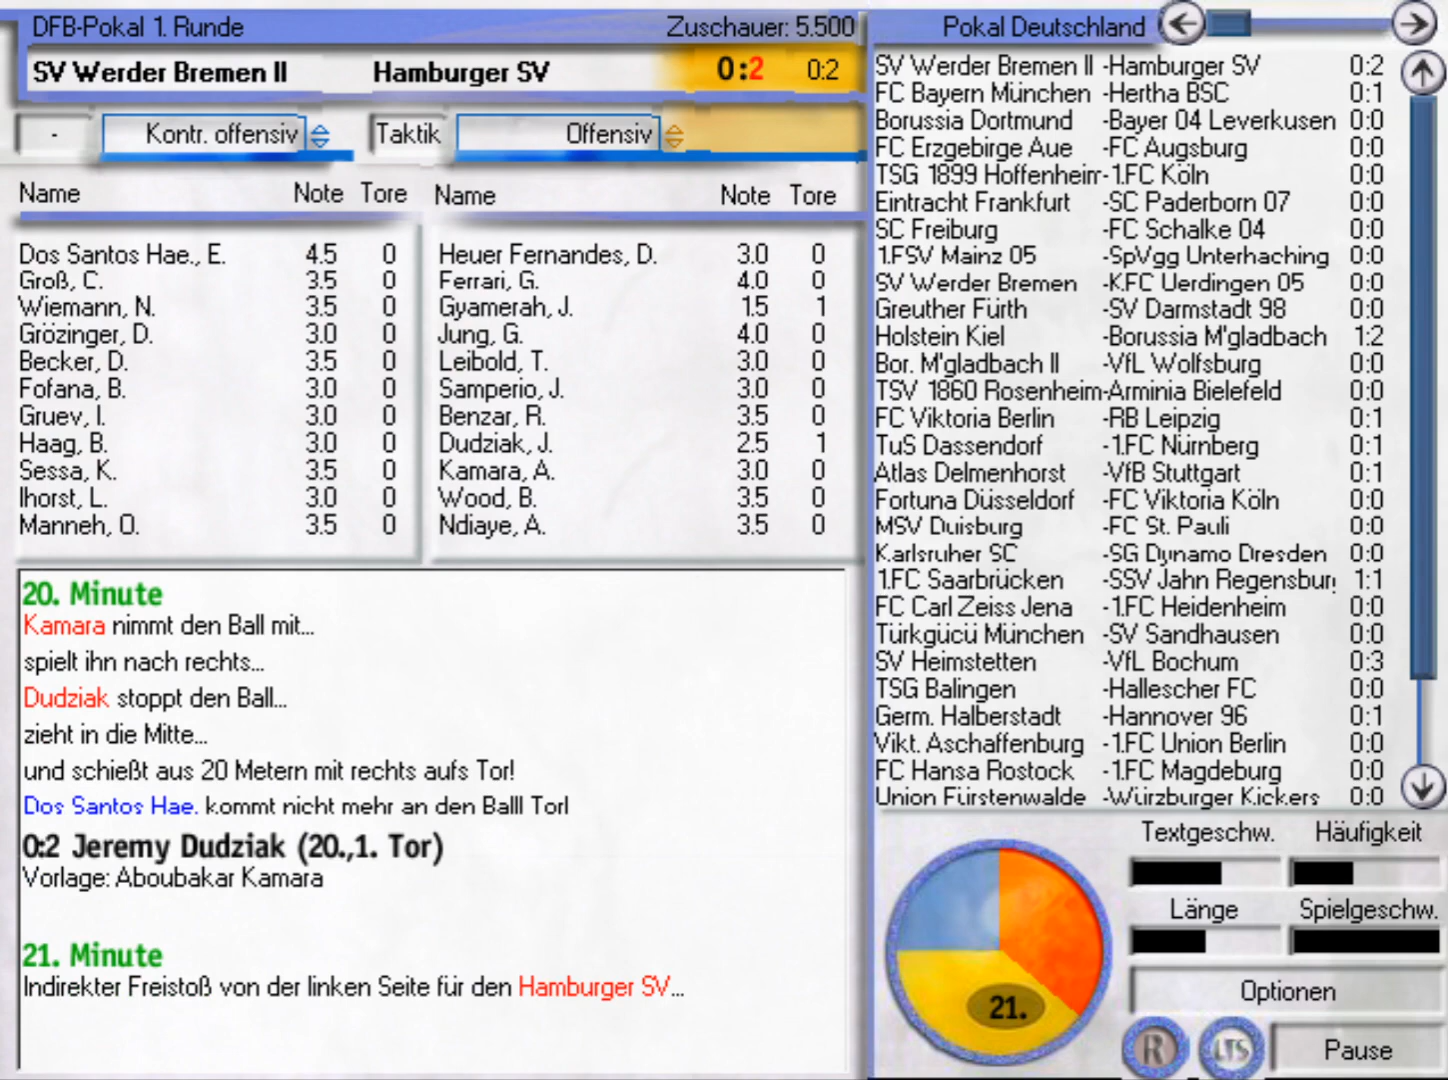 DFB-Pokal 1. Runde Zuschauer: 5.500
SV Werder Bremen II Hamburger SV 0:2 0:2
- Kontr. offensiv Taktik Offensiv
Name Note Tore Name Note Tore
Dos Santos Hae., E. 4.5 0 Heuer Fernandes, D. 3.0 0
Groß, C. 3.5 0 Ferrari, G. 4.0 0
Wiemann, N. 3.5 0 Gyamerah, J. 1.5 1
Grözinger, D. 3.0 0 Jung, G. 4.0 0
Becker, D. 3.5 0 Leibold, T. 3.0 0
Fofana, B. 3.0 0 Samperio, J. 3.0 0
Gruev, I. 3.0 0 Benzar, R. 3.5 0
Haag, B. 3.0 0 Dudziak, J. 2.5 1
Sessa, K. 3.5 0 Kamara, A. 3.0 0
Ihorst, L. 3.0 0 Wood, B. 3.5 0
Manneh, O. 3.5 0 Ndiaye, A. 3.5 0
20. Minute
Kamara nimmt den Ball mit...
spielt ihn nach rechts...
Dudziak stoppt den Ball...
zieht in die Mitte...
und schießt aus 20 Metern mit rechts aufs Tor!
Dos Santos Hae. kommt nicht mehr an den Ball! Tor!
0:2 Jeremy Dudziak (20.,1. Tor)
Vorlage: Aboubakar Kamara
21. Minute
Indirekter Freistoß von der linken Seite für den Hamburger SV...
Pokal Deutschland
SV Werder Bremen II -Hamburger SV 0:2
FC Bayern München -Hertha BSC 0:1
Borussia Dortmund -Bayer 04 Leverkusen 0:0
FC Erzgebirge Aue -FC Augsburg 0:0
TSG 1899 Hoffenheim-1.FC Köln 0:0
Eintracht Frankfurt -SC Paderborn 07 0:0
SC Freiburg -FC Schalke 04 0:0
1.FSV Mainz 05 -SpVgg Unterhaching 0:0
SV Werder Bremen -KFC Uerdingen 05 0:0
Greuther Fürth -SV Darmstadt 98 0:0
Holstein Kiel -Borussia M'gladbach 1:2
Bor. M'gladbach II -VfL Wolfsburg 0:0
TSV 1860 Rosenheim-Arminia Bielefeld 0:0
FC Viktoria Berlin -RB Leipzig 0:1
TuS Dassendorf -1.FC Nürnberg 0:1
Atlas Delmenhorst -VfB Stuttgart 0:1
Fortuna Düsseldorf -FC Viktoria Köln 0:0
MSV Duisburg -FC St. Pauli 0:0
Karlsruher SC -SG Dynamo Dresden 0:0
1.FC Saarbrücken -SSV Jahn Regensburg 1:1
FC Carl Zeiss Jena -1.FC Heidenheim 0:0
Türkgücü München -SV Sandhausen 0:0
SV Heimstetten -VfL Bochum 0:3
TSG Balingen -Hallescher FC 0:0
Germ. Halberstadt -Hannover 96 0:1
Vikt. Aschaffenburg -1.FC Union Berlin 0:0
FC Hansa Rostock -1.FC Magdeburg 0:0
Union Fürstenwalde -Würzburger Kickers 0:0
Textgeschw. Häufigkeit
Länge Spielgeschw.
21.
Optionen
R LTS Pause